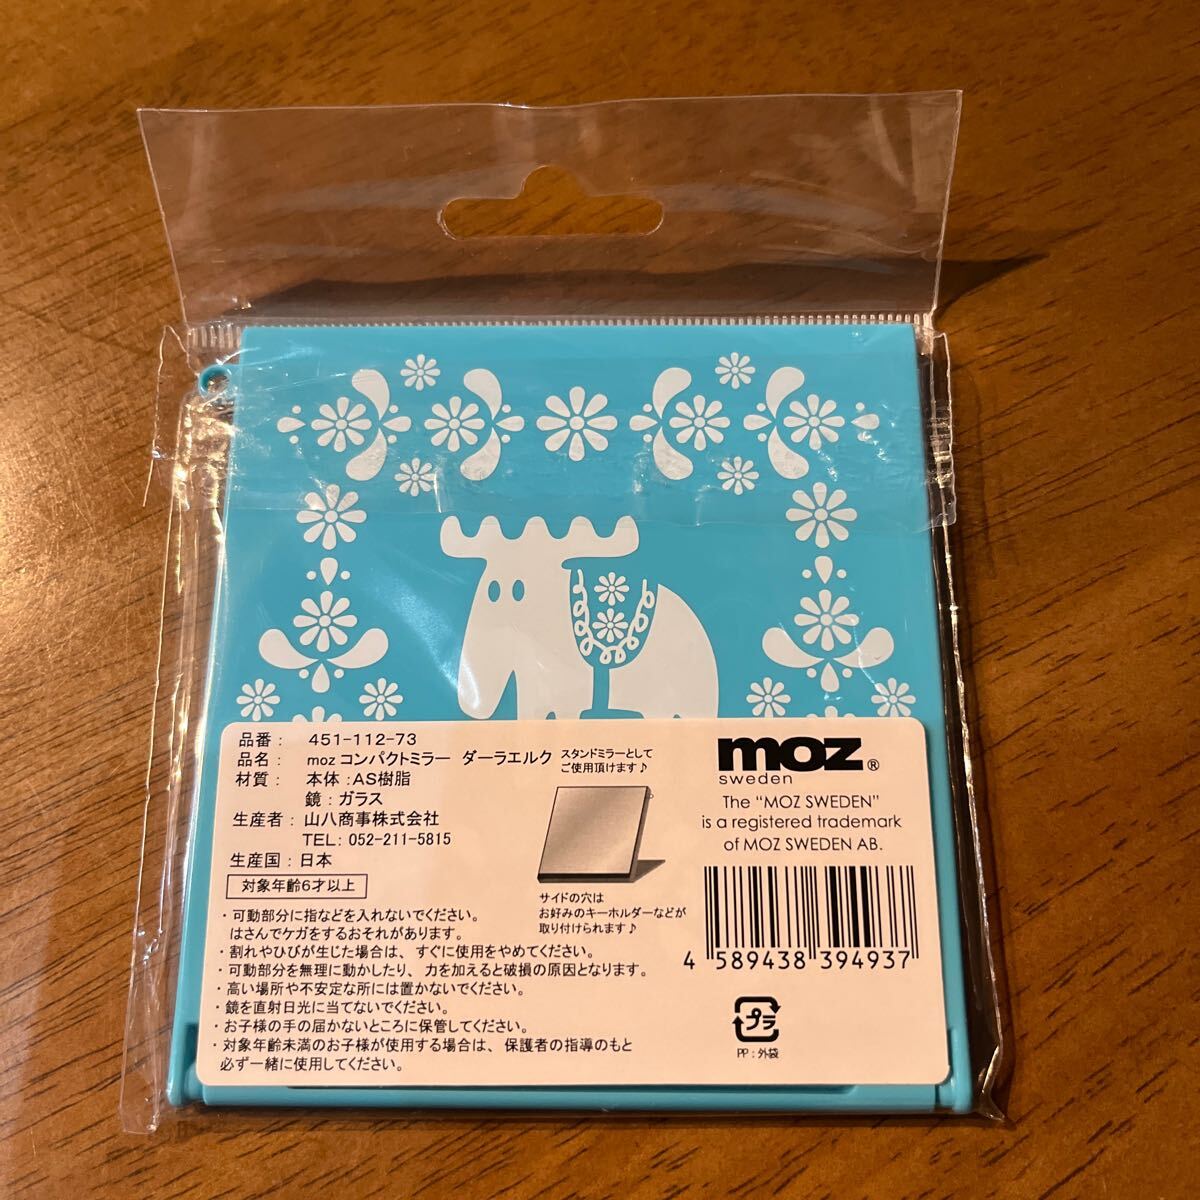 品番： 451-112-73
品名： moz コンパクトミラー ダーラエルク
材質： 本体：AS樹脂
鏡：ガラス
生産者：山八商事株式会社
TEL: 052-211-5815
生産国：日本
対象年齢6才以上
・可動部分に指などを入れないでください。
はさんでケガをするおそれがあります。
・割れやひびが生じた場合は、すぐに使用をやめてください。
・可動部分を無理に動かしたり、力を加えると破損の原因となります。
・高い場所や不安定な所には置かないでください。
・鏡を直射日光に当てないでください。
・お子様の手の届かないところに保管してください。
・対象年齢未満のお子様が使用する場合は、保護者の指導のもと
必ず一緒に使用してください。
スタンドミラーとして
ご使用頂けます♪
サイドの穴は
お好みのキーホルダーなどが
取り付けられます♪
moz®
sweden
The “MOZ SWEDEN”
is a registered trademark
of MOZ SWEDEN AB.
4 589438 394937
プラ
PP：外袋